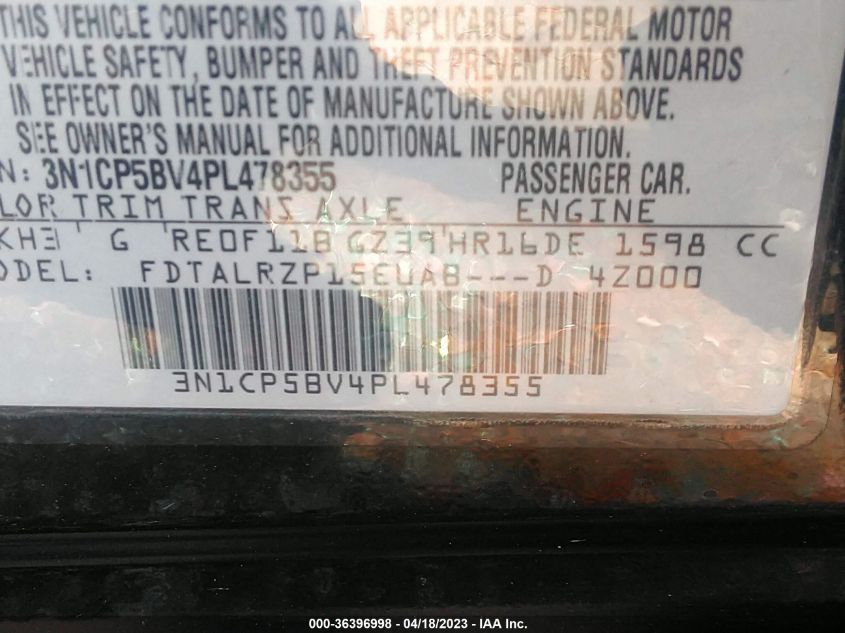 THIS VEHICLE CONFORMS TO ALL APPLICABLE FEDERAL MOTOR
VEHICLE SAFETY, BUMPER AND THEFT PREVENTION STANDARDS
IN EFFECT ON THE DATE OF MANUFACTURE SHOWN ABOVE.
SEE OWNER'S MANUAL FOR ADDITIONAL INFORMATION.
N: 3N1CP5BV4PL478355 PASSENGER CAR.
LOR TRIM TRANS AXLE ENGINE
KH3 G RE0F11B GZ39 HR16DE 1598 CC
ODEL: FDTALRZP15EUA8---D 4Z000
3N1CP5BV4PL478355
000-36396998 - 04/18/2023 - IAA Inc.